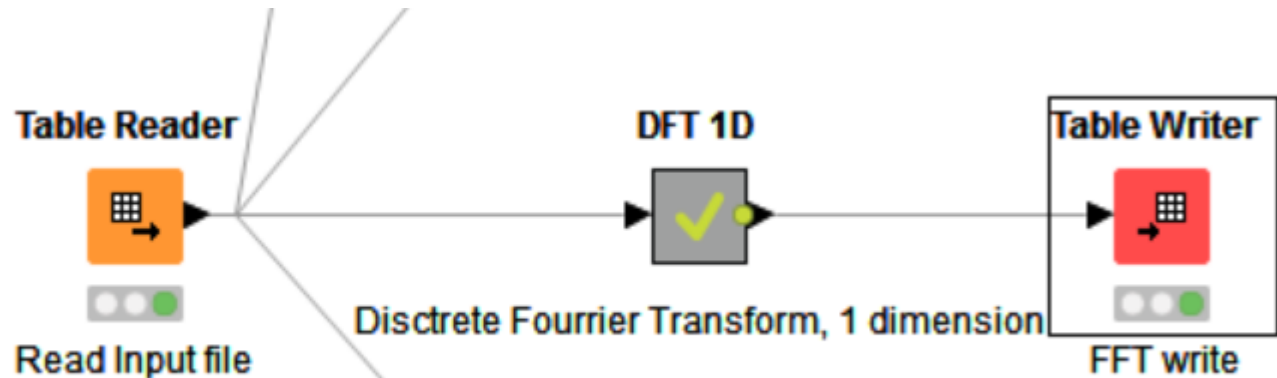 Table Reader
DFT 1D
Table Writer
Disctrete Fourrier Transform, 1 dimension
Read Input file
FFT write